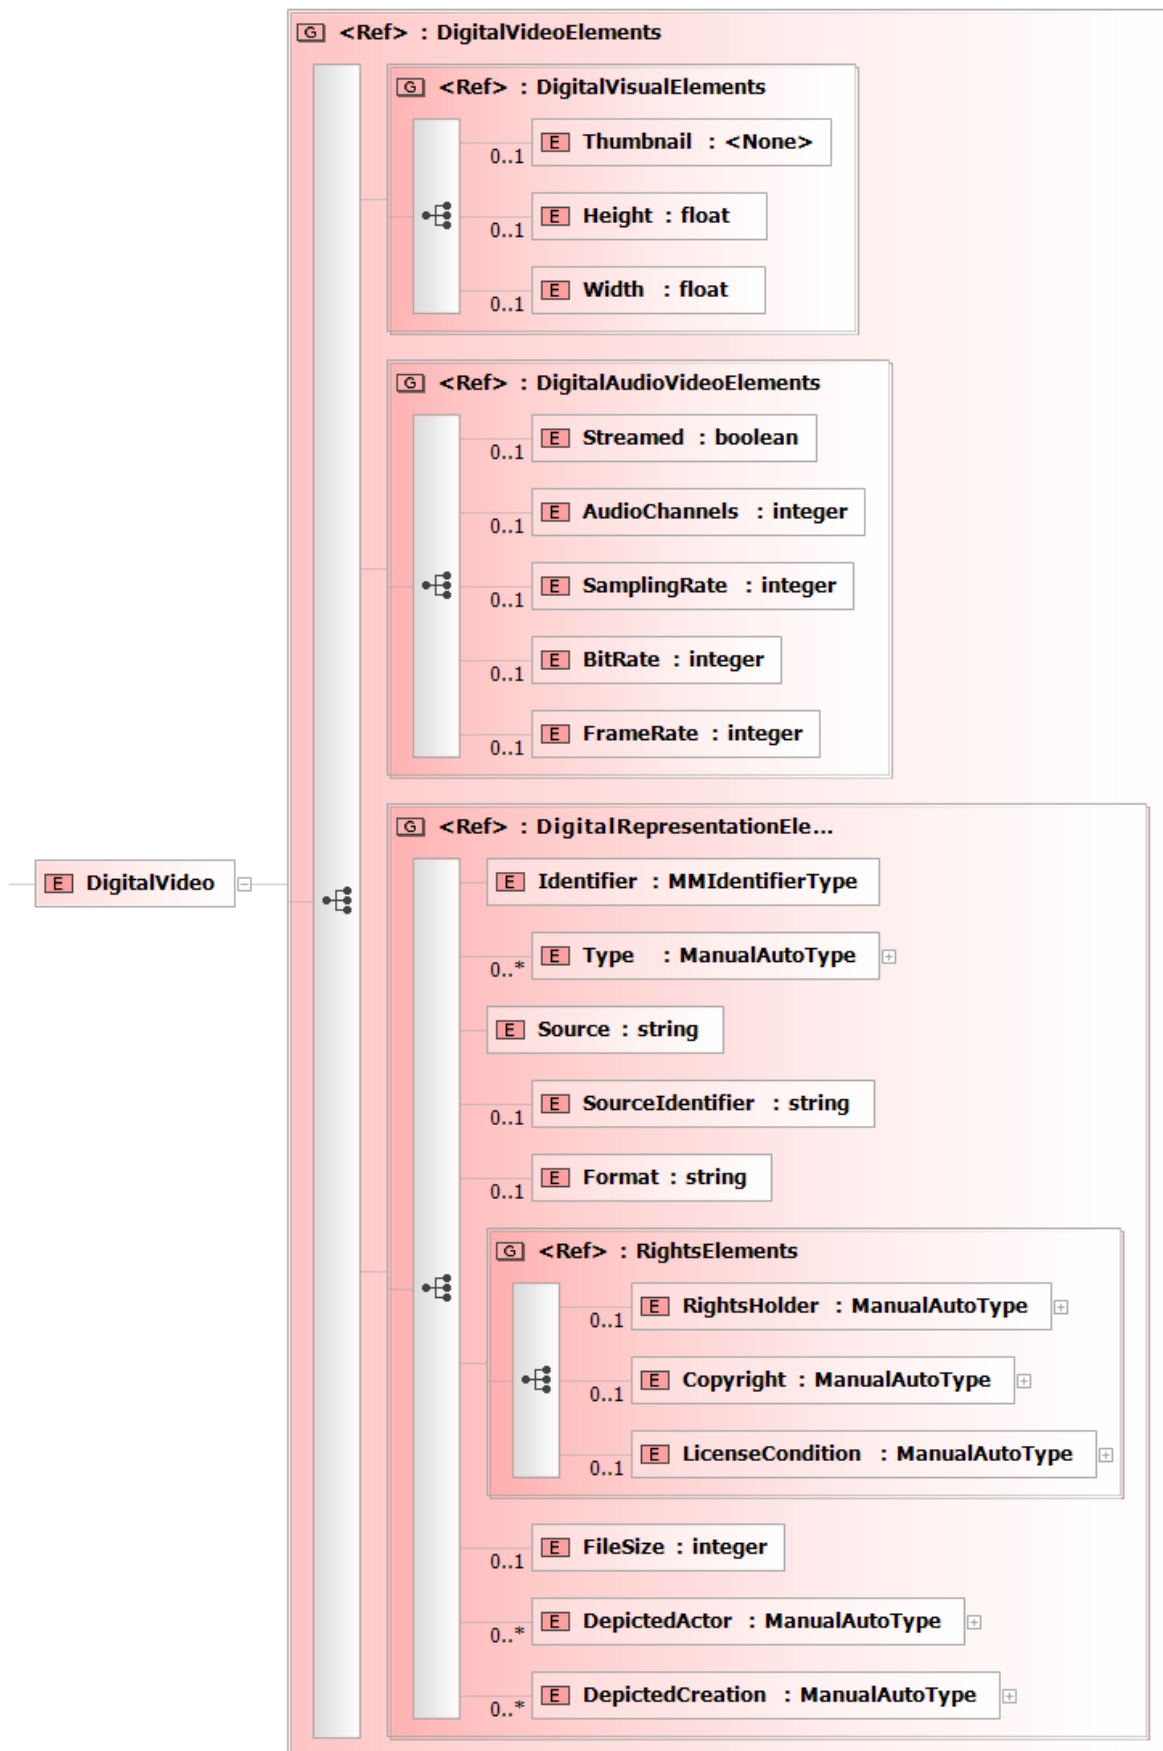 G <Ref> : DigitalVideoElements
G <Ref> : DigitalVisualElements
0..1 E Thumbnail : <None>
0..1 E Height : float
0..1 E Width : float
G <Ref> : DigitalAudioVideoElements
0..1 E Streamed : boolean
0..1 E AudioChannels : integer
0..1 E SamplingRate : integer
0..1 E BitRate : integer
0..1 E FrameRate : integer
G <Ref> : DigitalRepresentationEle...
E DigitalVideo
E Identifier : MMIdentifierType
0..* E Type : ManualAutoType
E Source : string
0..1 E SourceIdentifier : string
0..1 E Format : string
G <Ref> : RightsElements
0..1 E RightsHolder : ManualAutoType
0..1 E Copyright : ManualAutoType
0..1 E LicenseCondition : ManualAutoType
0..1 E FileSize : integer
0..* E DepictedActor : ManualAutoType
0..* E DepictedCreation : ManualAutoType